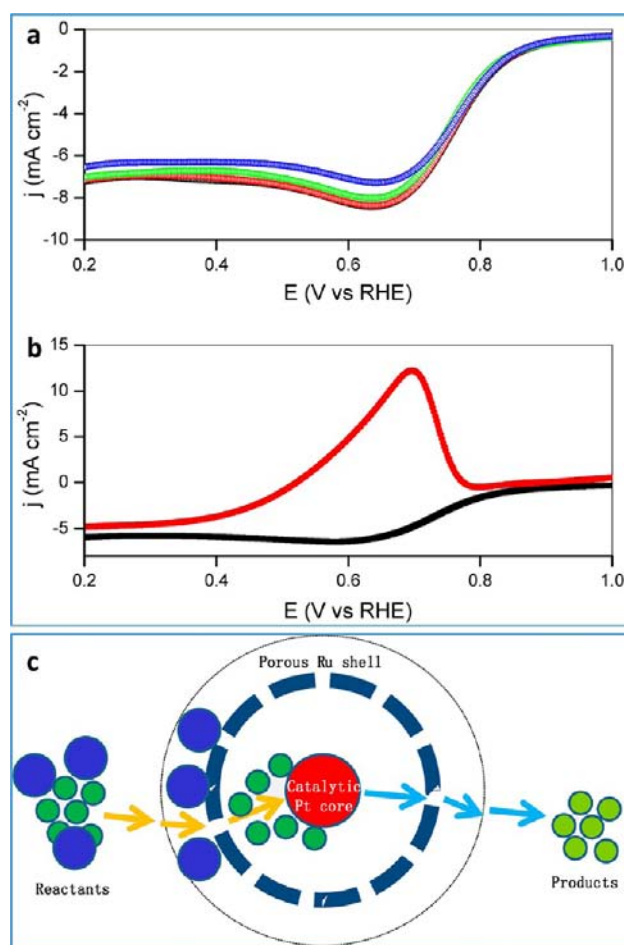 a
0
-2
-4
-6
-8
-10
j (mA cm-2)
0.2 0.4 0.6 0.8 1.0
E (V vs RHE)
b
15
10
5
0
-5
j (mA cm-2)
0.2 0.4 0.6 0.8 1.0
E (V vs RHE)
c
Porous Ru shell
Catalytic
Pt core
Reactants
Products